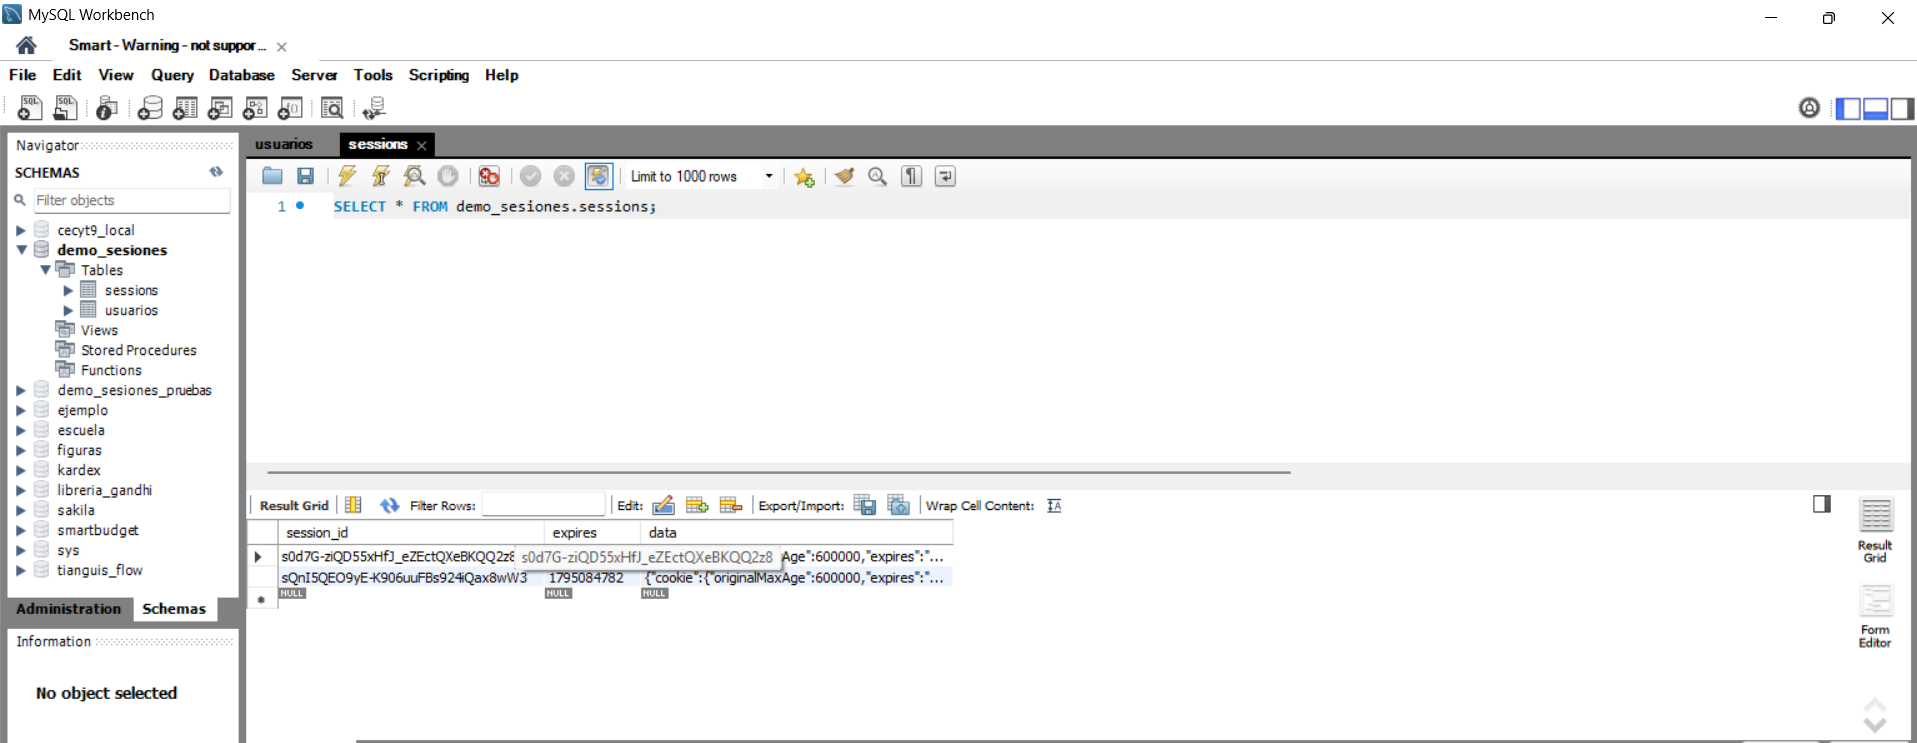 MySQL Workbench
Smart - Warning - not suppor...
File Edit View Query Database Server Tools Scripting Help
Navigator
SCHEMAS
Filter objects
cecyt9_local
demo_sesiones
Tables
sessions
usuarios
Views
Stored Procedures
Functions
demo_sesiones_pruebas
ejemplo
escuela
figuras
kardex
libreria_gandhi
sakila
smartbudget
sys
tianguis_flow
Administration Schemas
Information
No object selected
usuarios sessions
Limit to 1000 rows
1 SELECT * FROM demo_sesiones.sessions;
Result Grid Filter Rows: Edit: Export/Import: Wrap Cell Content:
session_id expires data
s0d7G-ziQD55xHfJ_eZEctQXeBKQQ2z8 s0d7G-ziQD55xHfJ_eZEctQXeBKQQ2z8 Age":600000,"expires":"...
sQnI5QEO9yE-K906uuFBs924iQax8wW3 1795084782 {"cookie":{"originalMaxAge":600000,"expires":"...
NULL NULL NULL
Result
Grid
Form
Editor